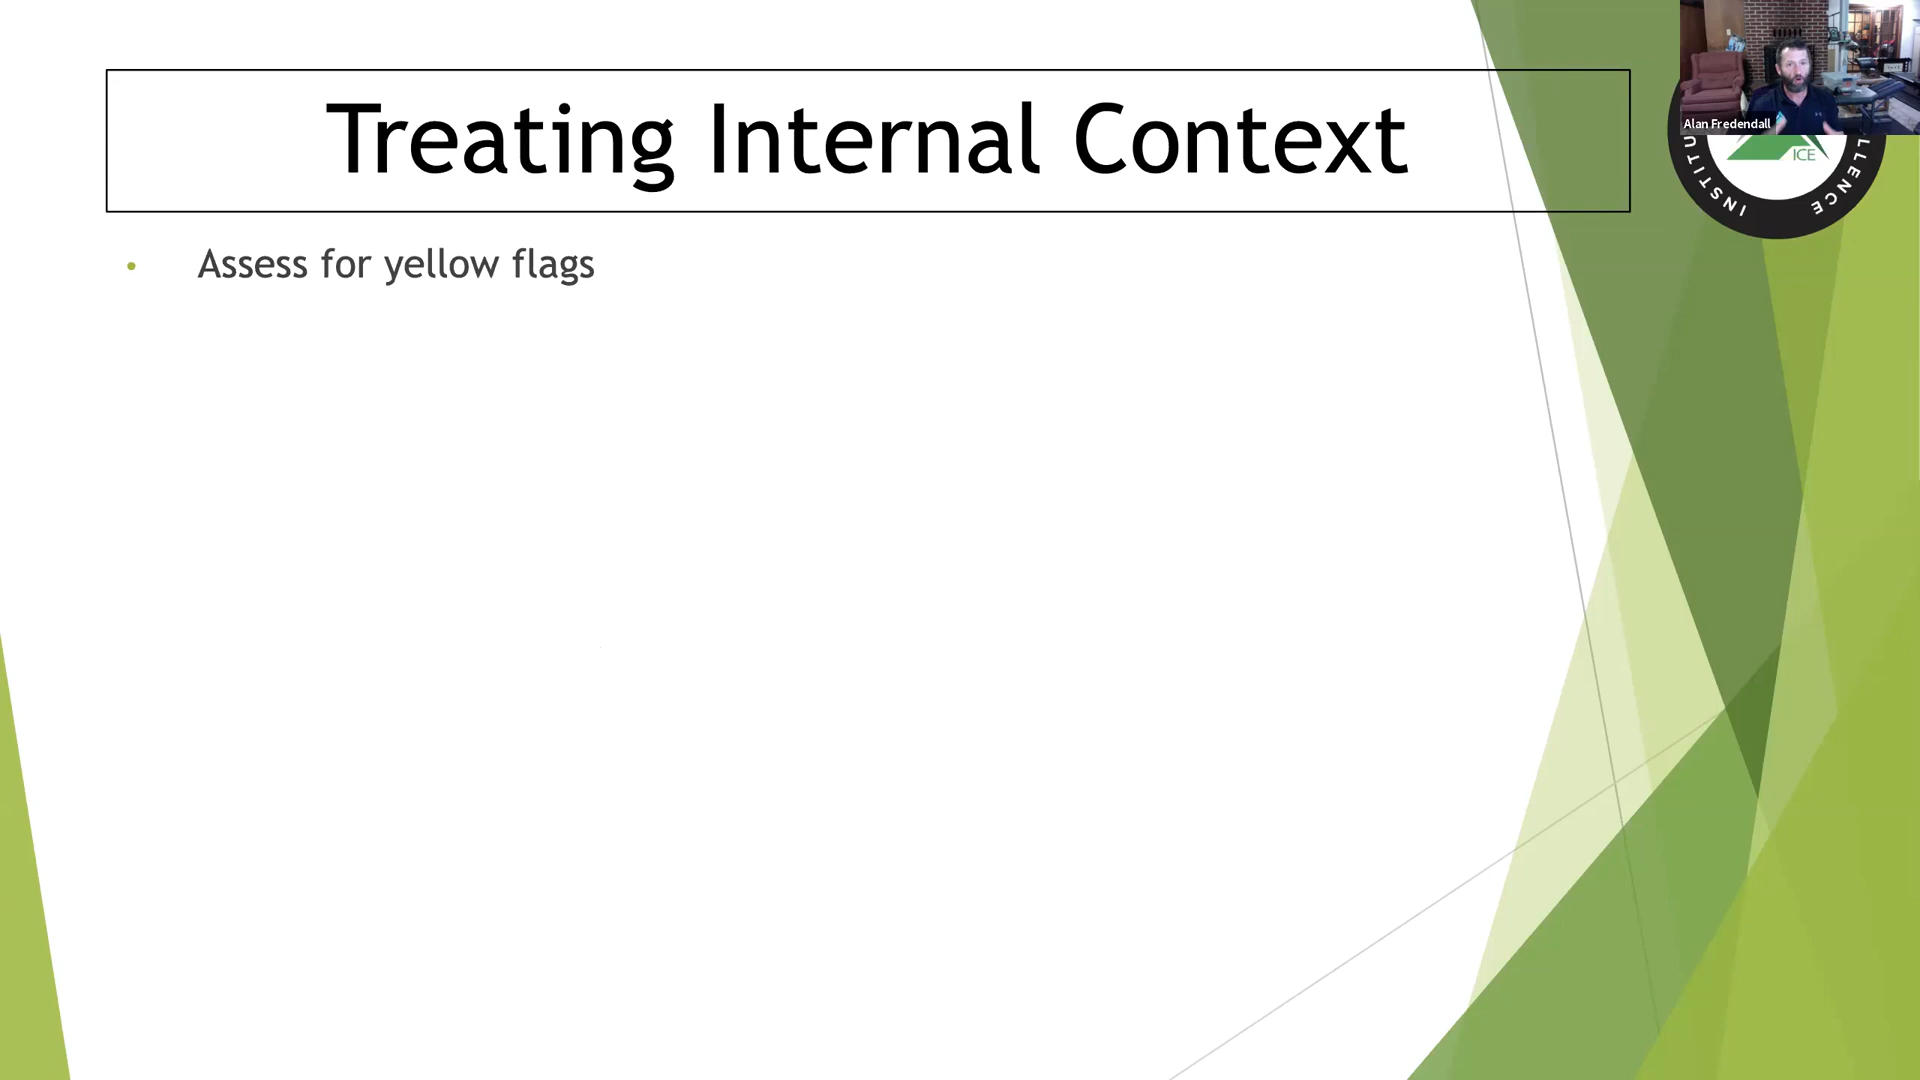 Treating Internal Context
Alan Fredendall
• Assess for yellow flags
ICE